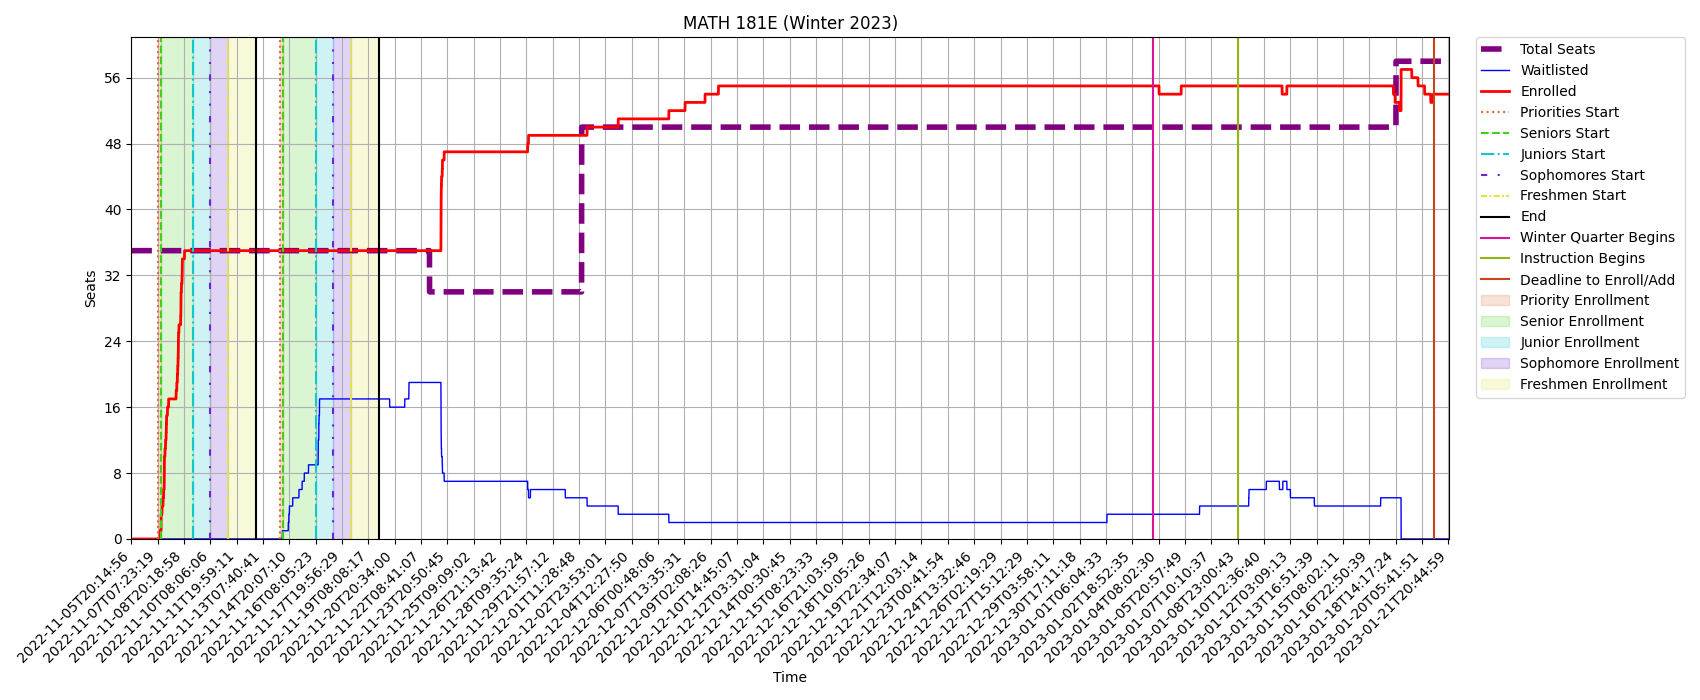 MATH 181E (Winter 2023)
Seats
56
48
40
32
24
16
8
0
2022-11-05T20:14:56
2022-11-07T07:23:19
2022-11-08T20:18:58
2022-11-10T08:06:06
2022-11-11T19:59:11
2022-11-13T07:40:41
2022-11-14T20:07:10
2022-11-16T08:05:23
2022-11-17T19:56:29
2022-11-19T08:08:17
2022-11-20T20:34:00
2022-11-22T08:41:07
2022-11-23T20:50:45
2022-11-25T09:09:02
2022-11-26T21:13:42
2022-11-28T09:35:24
2022-11-29T21:57:12
2022-12-01T11:28:48
2022-12-02T23:53:01
2022-12-04T12:27:50
2022-12-06T00:48:06
2022-12-07T13:35:31
2022-12-09T02:08:26
2022-12-10T14:45:07
2022-12-12T03:31:04
2022-12-14T00:30:45
2022-12-15T08:23:33
2022-12-16T21:03:59
2022-12-18T10:05:26
2022-12-19T22:34:07
2022-12-21T12:03:14
2022-12-23T00:41:54
2022-12-24T13:32:46
2022-12-26T02:19:29
2022-12-27T15:12:29
2022-12-29T03:58:11
2022-12-30T17:11:18
2023-01-01T06:04:33
2023-01-02T18:52:35
2023-01-04T08:02:30
2023-01-05T20:57:49
2023-01-07T10:10:37
2023-01-08T23:00:43
2023-01-10T12:36:40
2023-01-12T03:09:13
2023-01-13T16:51:39
2023-01-15T08:02:11
2023-01-16T22:50:39
2023-01-18T14:17:24
2023-01-20T05:41:51
2023-01-21T20:44:59
Time
Total Seats
Waitlisted
Enrolled
Priorities Start
Seniors Start
Juniors Start
Sophomores Start
Freshmen Start
End
Winter Quarter Begins
Instruction Begins
Deadline to Enroll/Add
Priority Enrollment
Senior Enrollment
Junior Enrollment
Sophomore Enrollment
Freshmen Enrollment